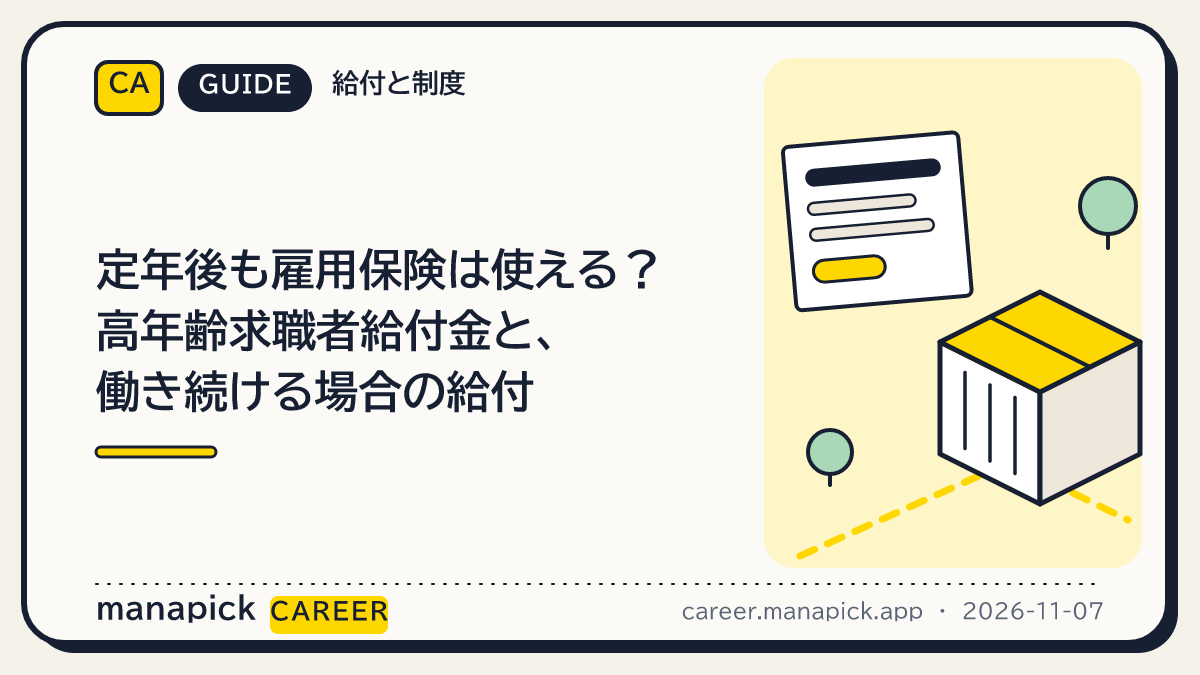 CA GUIDE 給付と制度
定年後も雇用保険は使える？
高年齢求職者給付金と、
働き続ける場合の給付
manapick CAREER
career.manapick.app ・ 2026-11-07